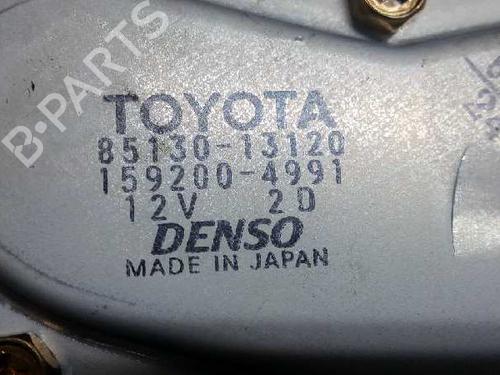 B-PARTS
TOYOTA
85130-13120
159200-4991
12V 2D
DENSO
MADE IN JAPAN